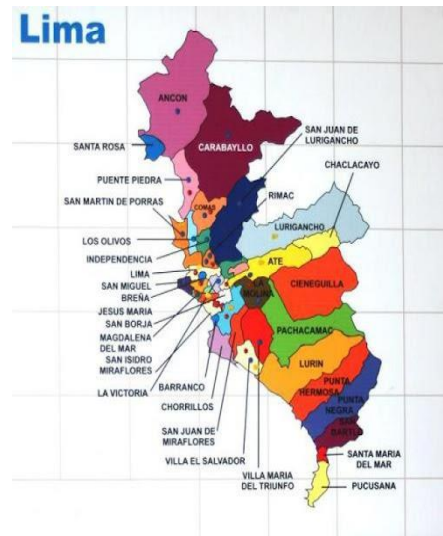 Lima
ANCON
SAN JUAN DE
LURIGANCHO
SANTA ROSA
CARABAYLLO
CHACLACAYO
PUENTE PIEDRA
RIMAC
SAN MARTIN DE PORRAS
COMAS
LURIGANCHO
LOS OLIVOS
INDEPENDENCIA
ATE
LIMA
SAN MIGUEL
LA
MOLINA
CIENEGUILLA
BREÑA
JESUS MARIA
SAN BORJA
PACHACAMAC
MAGDALENA
DEL MAR
SAN ISIDRO
MIRAFLORES
LURIN
LA VICTORIA
BARRANCO
PUNTA
HERMOSA
CHORRILLOS
PUNTA
NEGRA
SAN
BARTLO
SAN JUAN DE
MIRAFLORES
SANTA MARIA
DEL MAR
VILLA EL SALVADOR
VILLA MARIA
DEL TRIUNFO
PUCUSANA